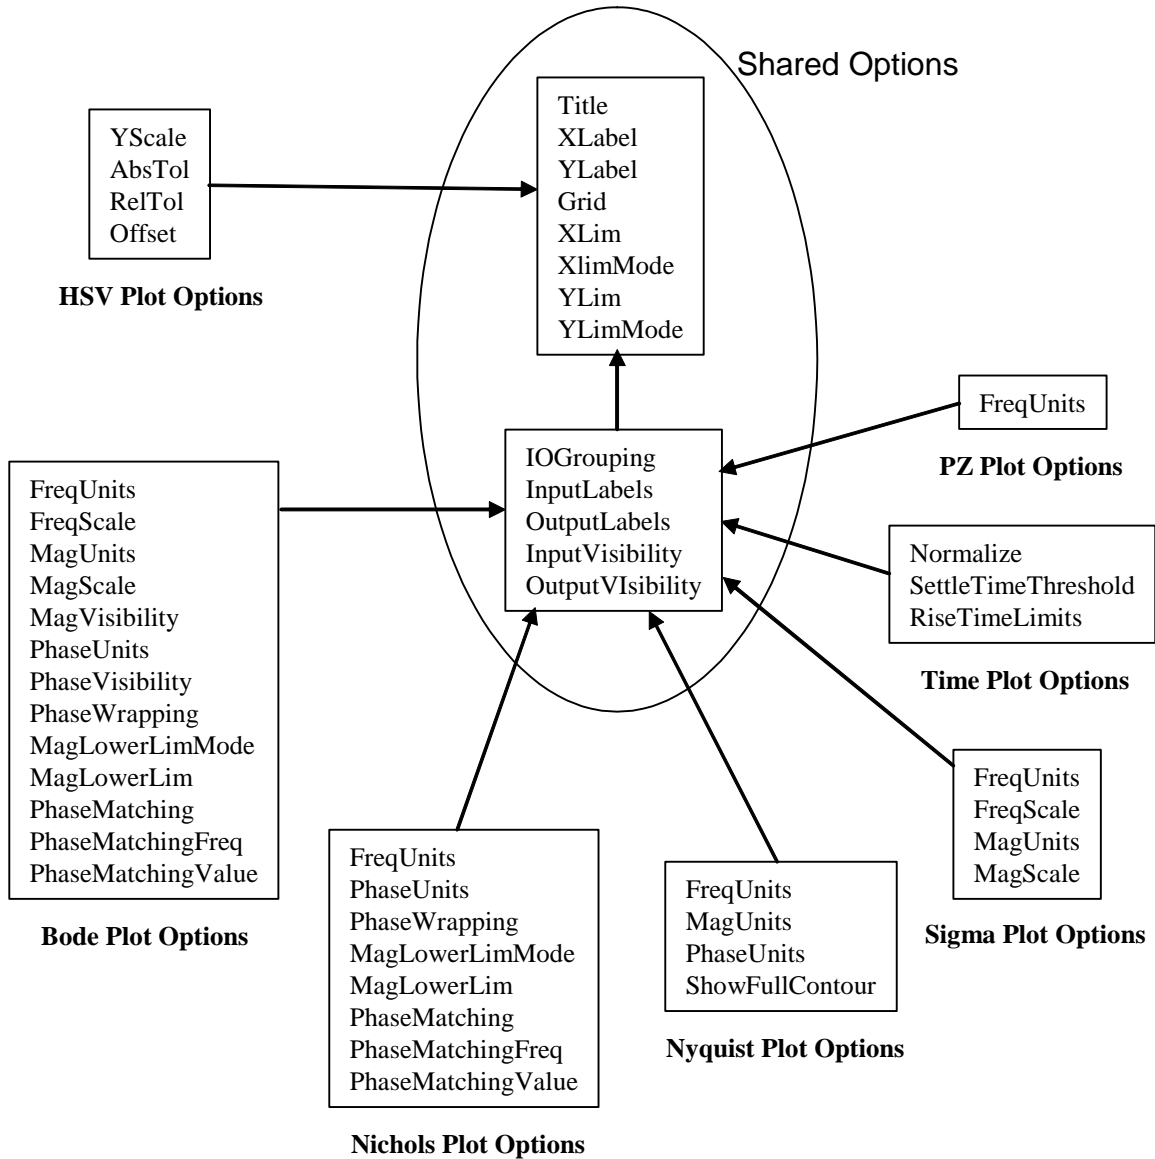 Shared Options
Title
XLabel
YLabel
Grid
XLim
XlimMode
YLim
YLimMode
YScale
AbsTol
RelTol
Offset
HSV Plot Options
IOGrouping
InputLabels
OutputLabels
InputVisibility
OutputVIsibility
FreqUnits
PZ Plot Options
FreqUnits
FreqScale
MagUnits
MagScale
MagVisibility
PhaseUnits
PhaseVisibility
PhaseWrapping
MagLowerLimMode
MagLowerLim
PhaseMatching
PhaseMatchingFreq
PhaseMatchingValue
Bode Plot Options
Normalize
SettleTimeThreshold
RiseTimeLimits
Time Plot Options
FreqUnits
FreqScale
MagUnits
MagScale
Sigma Plot Options
FreqUnits
PhaseUnits
PhaseWrapping
MagLowerLimMode
MagLowerLim
PhaseMatching
PhaseMatchingFreq
PhaseMatchingValue
Nichols Plot Options
FreqUnits
MagUnits
PhaseUnits
ShowFullContour
Nyquist Plot Options